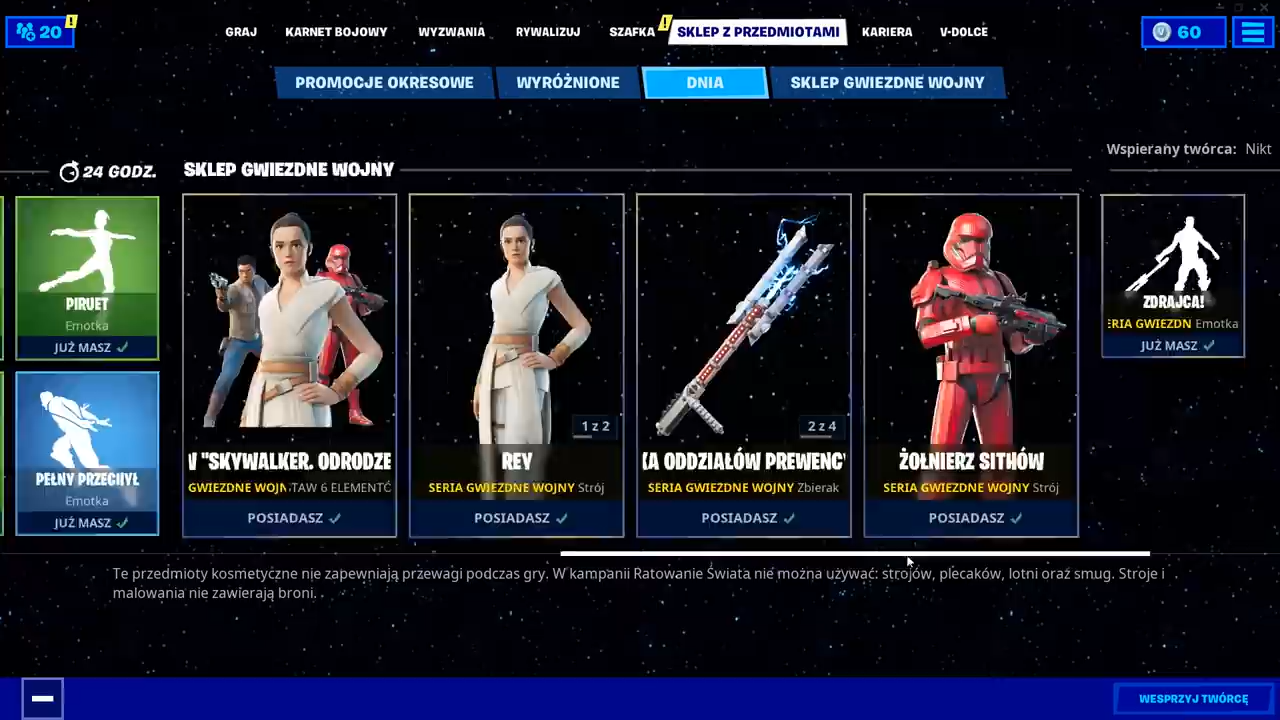 20
GRAJ
KARNET BOJOWY
WYZWANIA
RYWALIZUJ
SZAFKA
SKLEP Z PRZEDMIOTAMI
KARIERA
V-DOLCE
60
PROMOCJE OKRESOWE
WYRÓŻNIONE
DNIA
SKLEP GWIEZDNE WOJNY
Wspierany twórca: Nikt
24 GODZ.
SKLEP GWIEZDNE WOJNY
PIRUET
Emotka
JUŻ MASZ
PEŁNY PRZECHYŁ
Emotka
JUŻ MASZ
"SKYWALKER. ODRODZE
GWIEZDNE WOJN TAW 6 ELEMENTÓ
POSIADASZ
1 z 2
REY
SERIA GWIEZDNE WOJNY Strój
POSIADASZ
2 z 4
KA ODDZIAŁÓW PREWENCY
SERIA GWIEZDNE WOJNY Zbierak
POSIADASZ
ŻOŁNIERZ SITHÓW
SERIA GWIEZDNE WOJNY Strój
POSIADASZ
ZDRAJCA!
ERIA GWIEZDN Emotka
JUŻ MASZ
Te przedmioty kosmetyczne nie zapewniają przewagi podczas gry. W kampanii Ratowanie Świata nie można używać: strojów, plecaków, lotni oraz smug. Stroje i
malowania nie zawierają broni.
WESPRZYJ TWÓRCĘ